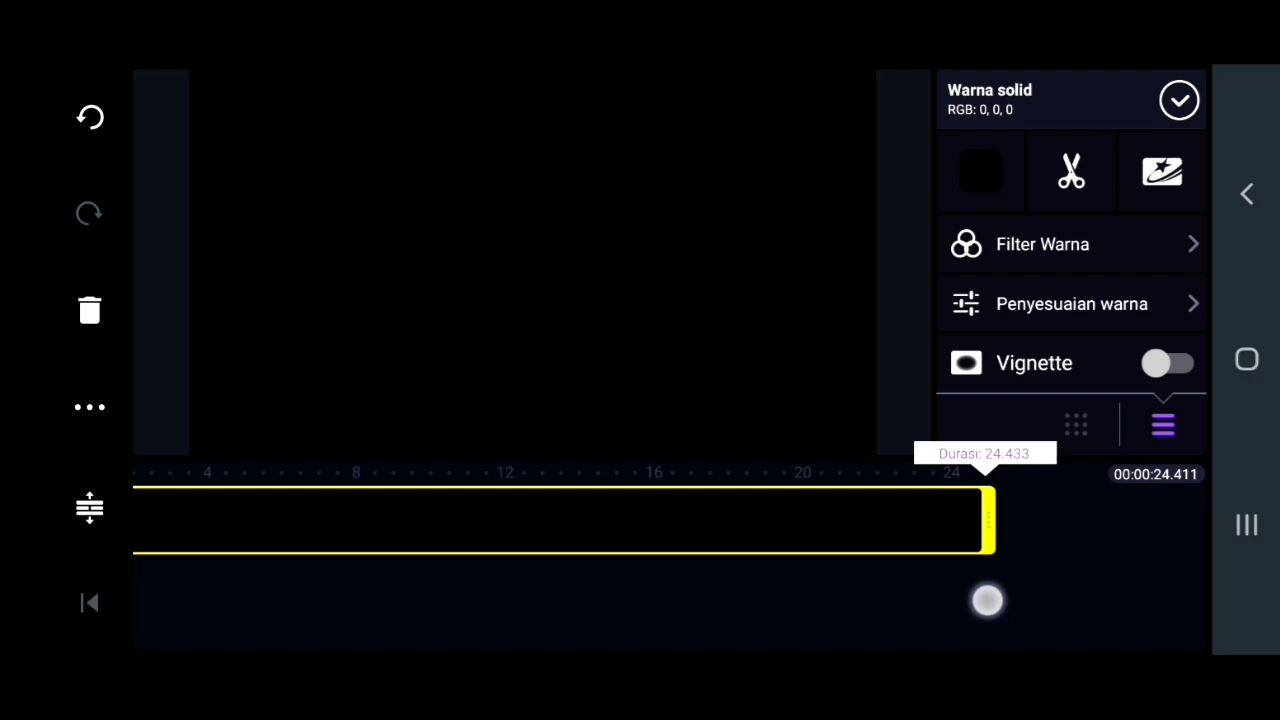 Warna solid
RGB: 0, 0, 0
Filter Warna
Penyesuaian warna
Vignette
Durasi: 24.433
4 8 12 16 20 24
00:00:24.411